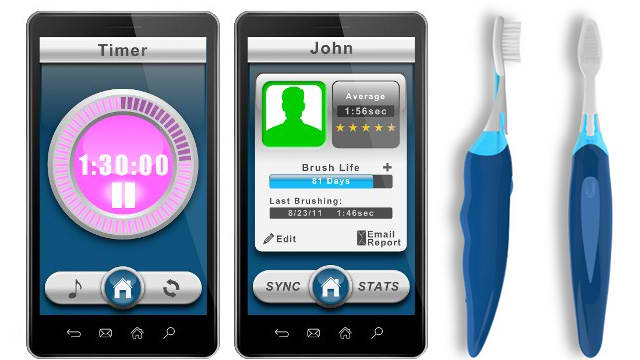 Timer
1:30:00
John
Average
1:56sec
Brush Life +
81 Days
Last Brushing:
8/23/11 1:46sec
Edit
Email
Report
SYNC
STATS